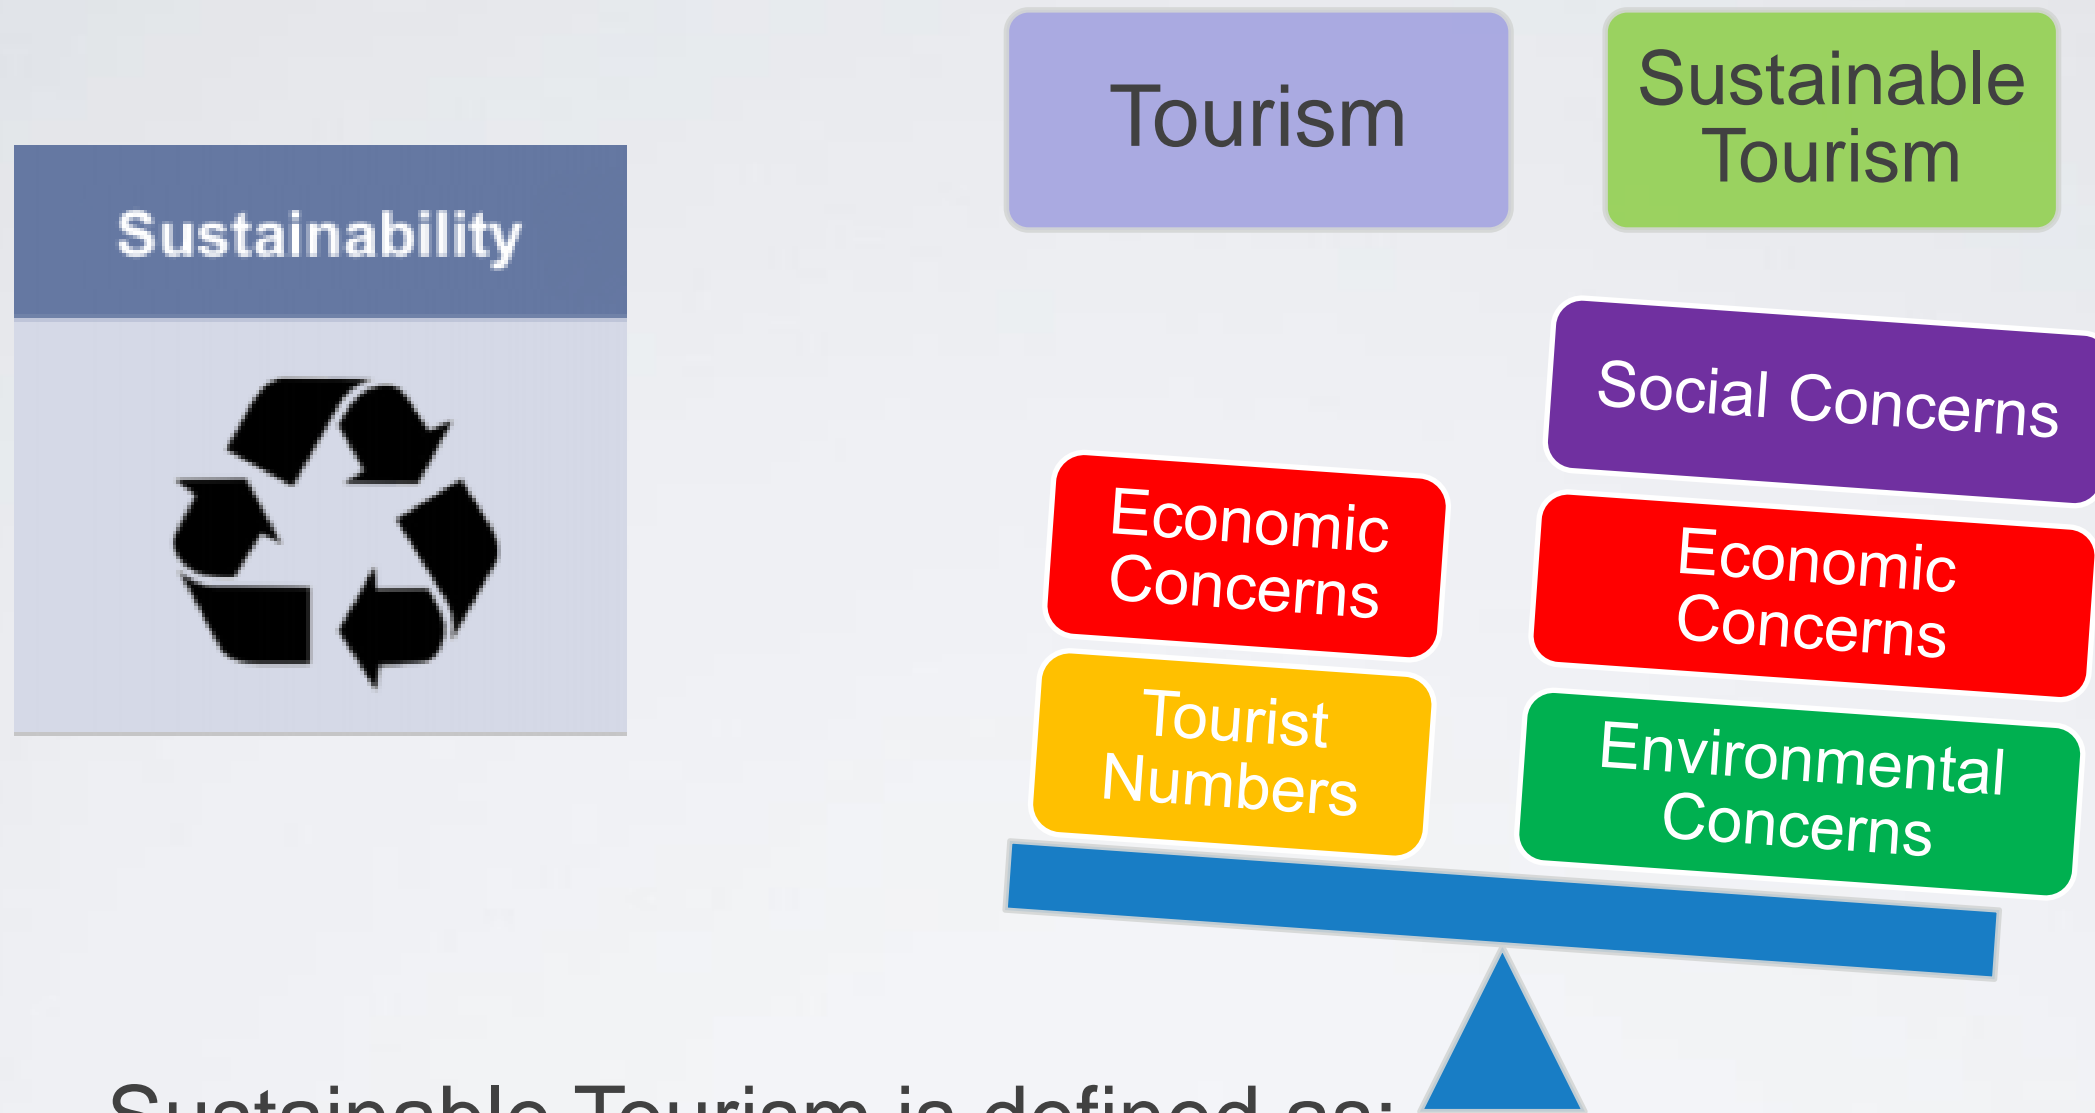 Sustainability
Tourism
Sustainable
Tourism
Economic
Concerns
Tourist
Numbers
Social Concerns
Economic
Concerns
Environmental
Concerns
Sustainable Tourism is defined as: